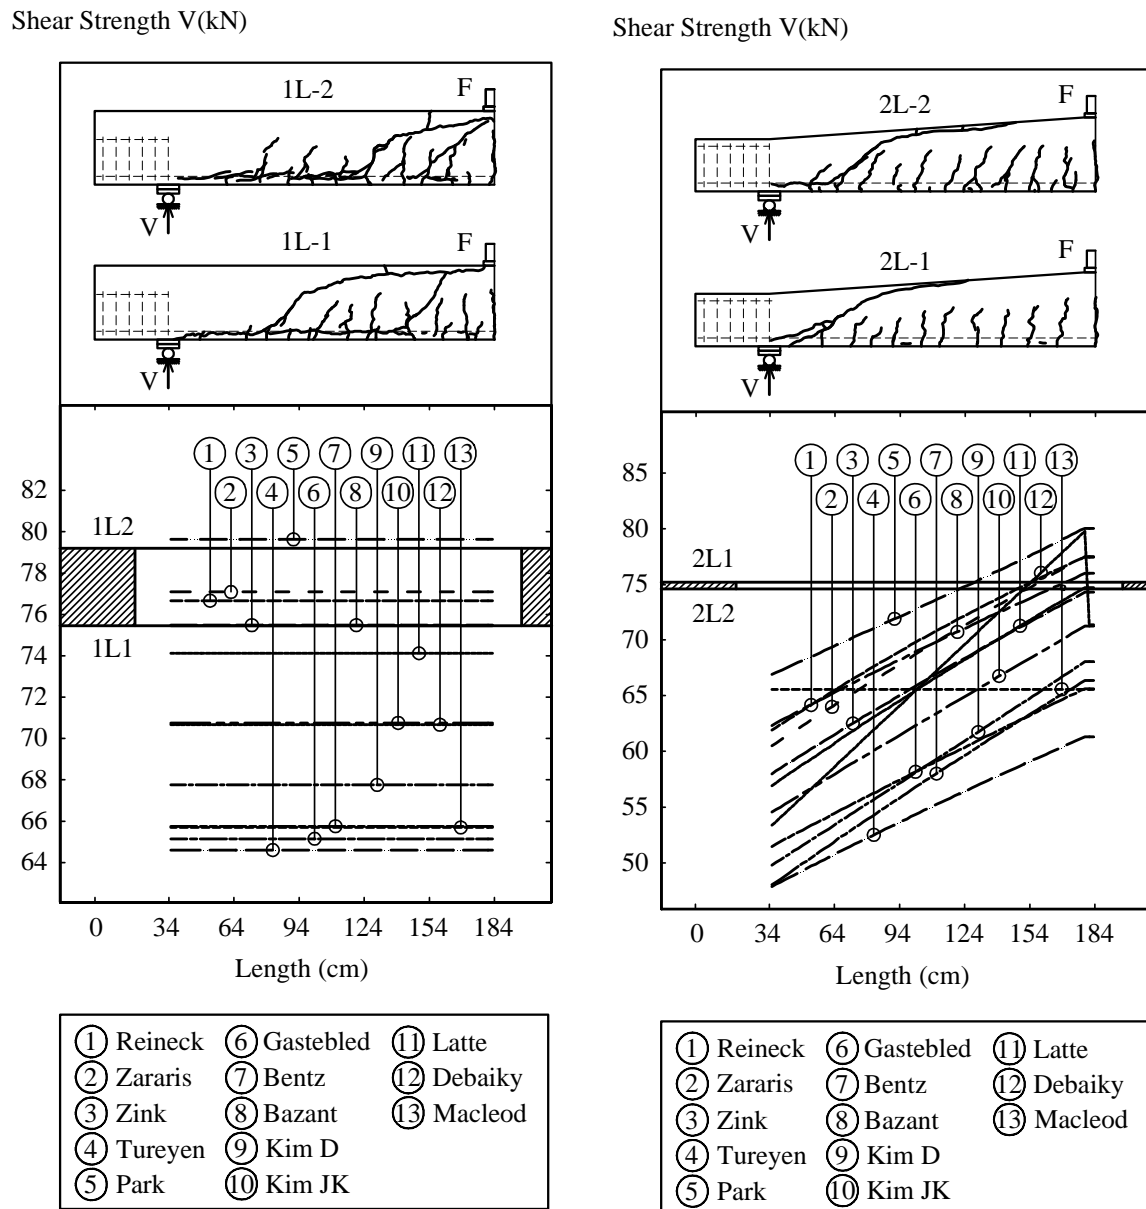 Shear Strength V(kN)
1L-2
F
V
1L-1
F
V
1 3 5 7 9 11 13
2 4 6 8 10 12
82
80
78
76
74
72
70
68
66
64
1L2
1L1
0 34 64 94 124 154 184
Length (cm)
1 Reineck 6 Gastebled 11 Latte
2 Zararis 7 Bentz 12 Debaiky
3 Zink 8 Bazant 13 Macleod
4 Tureyen 9 Kim D
5 Park 10 Kim JK
Shear Strength V(kN)
2L-2
F
V
2L-1
F
V
1 3 5 7 9 11 13
2 4 6 8 10 12
85
80
75
70
65
60
55
50
2L1
2L2
0 34 64 94 124 154 184
Length (cm)
1 Reineck 6 Gastebled 11 Latte
2 Zararis 7 Bentz 12 Debaiky
3 Zink 8 Bazant 13 Macleod
4 Tureyen 9 Kim D
5 Park 10 Kim JK